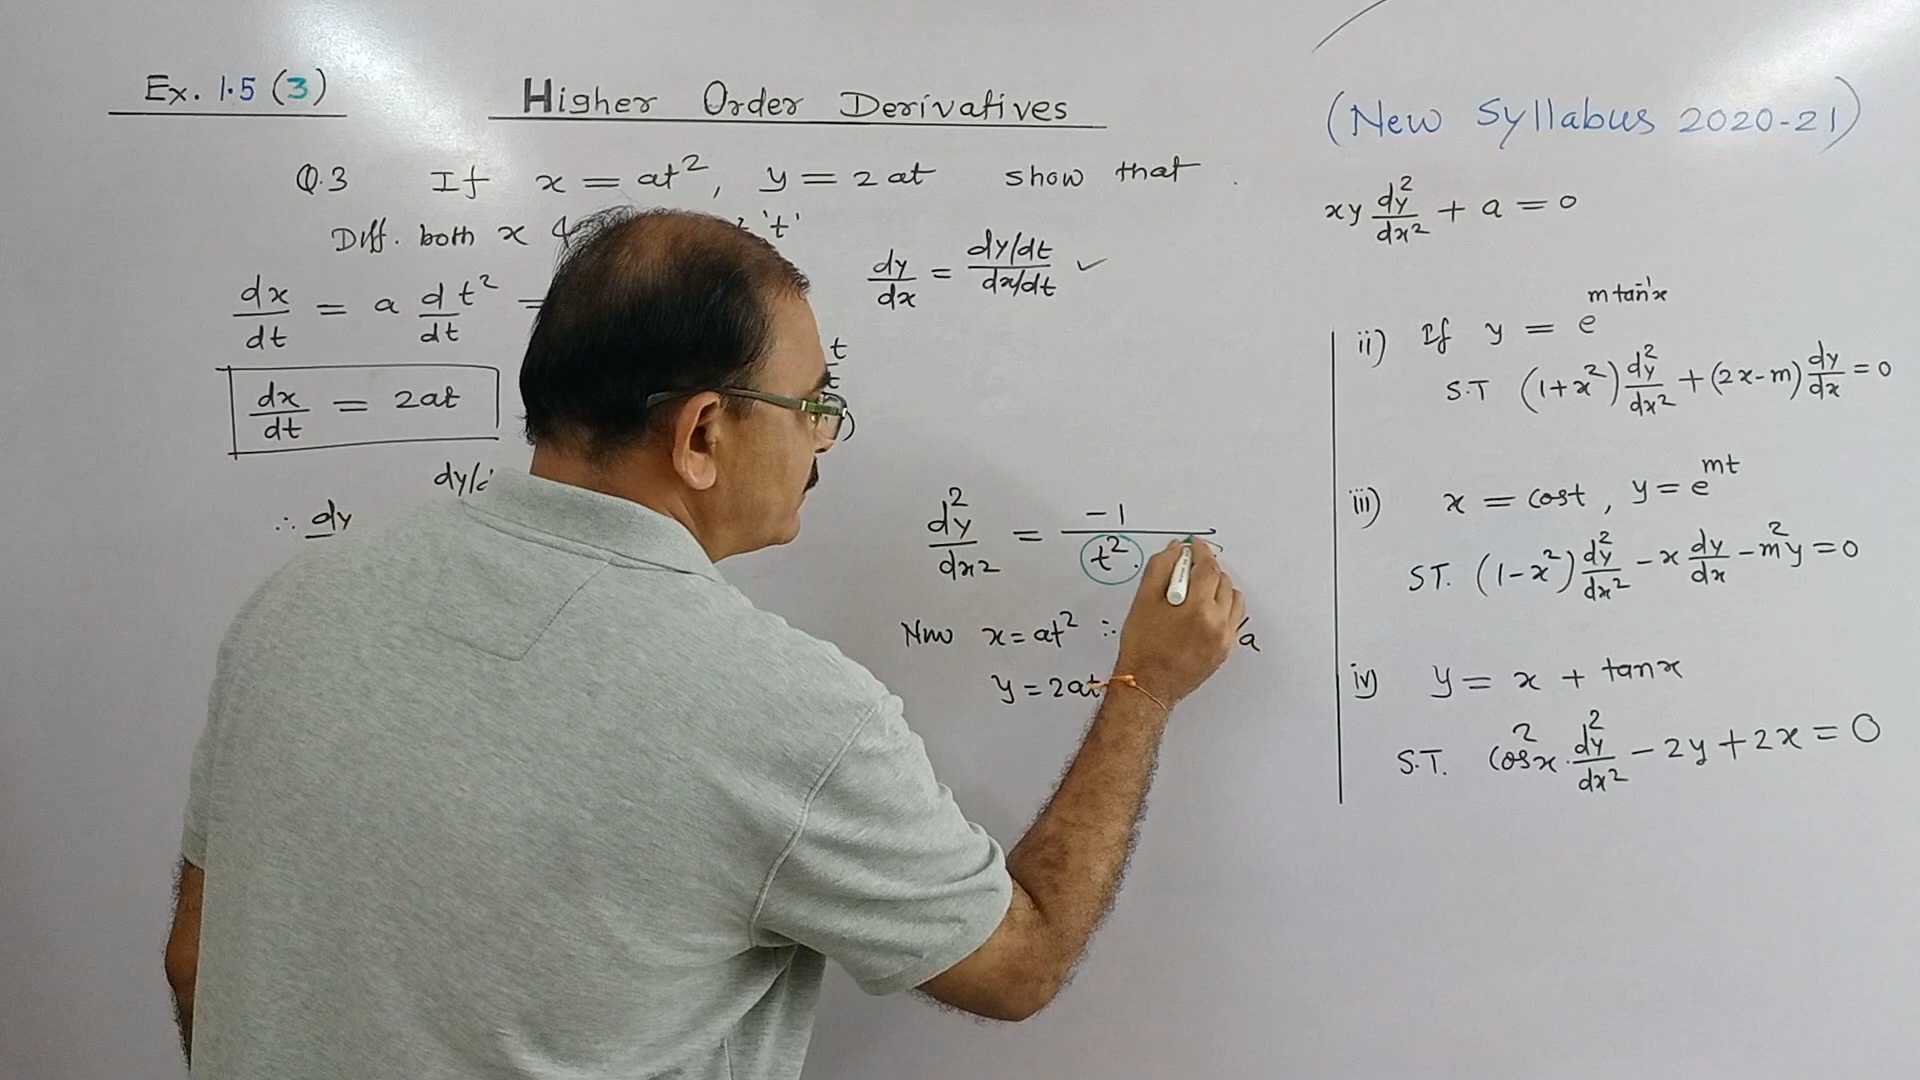 Ex. 1.5 (3)
Higher Order Derivatives
(New Syllabus 2020-21)
Q.3 If x = at², y = 2at show that
xy d²y/dx² + a = 0
Diff. both x 't'
dx/dt = a d/dt t² =
dy/dx = dy/dt / dx/dt ✓
dx/dt = 2at
∴ dy
d²y/dx² = -1 / t².
Now x = at² ∴ /a
y = 2at
ii) If y = e^(m tan⁻¹x)
S.T (1+x²) d²y/dx² + (2x-m) dy/dx = 0
iii) x = cost, y = e^(mt)
ST. (1-x²) d²y/dx² - x dy/dx - m²y = 0
iv) y = x + tanx
S.T. Cos²x. d²y/dx² - 2y + 2x = 0